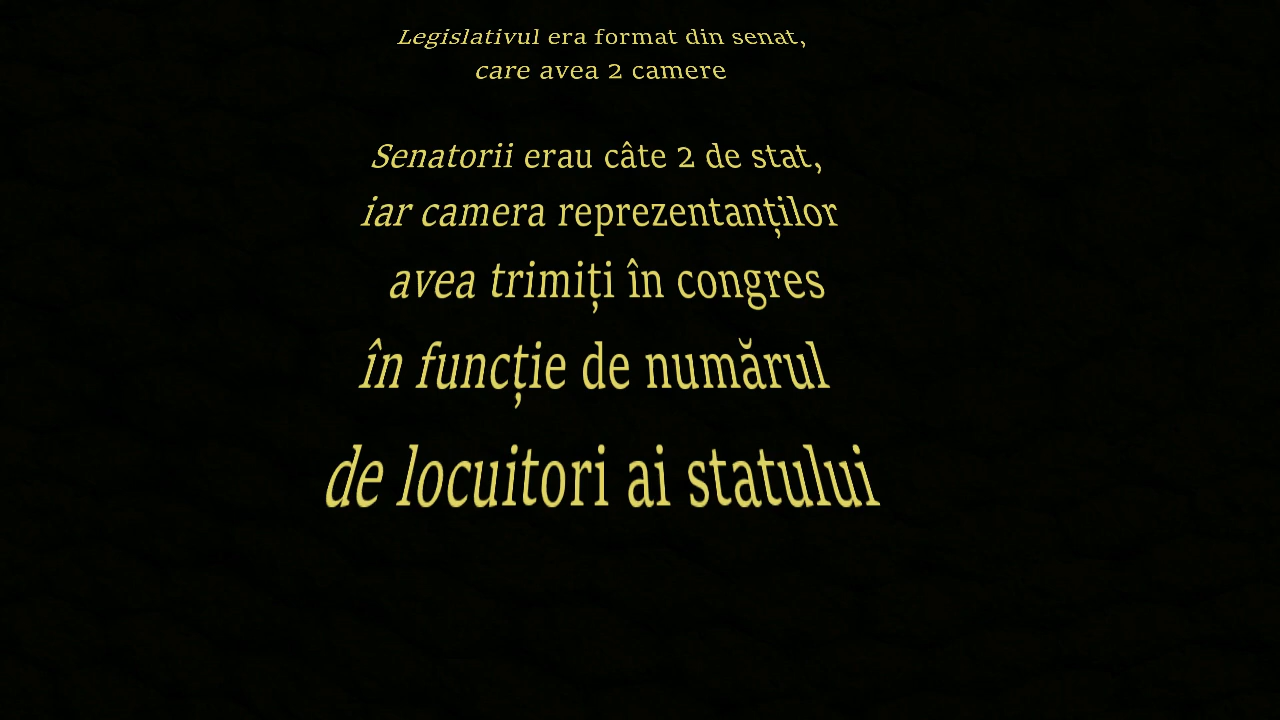 Legislativul era format din senat,
care avea 2 camere
Senatorii erau câte 2 de stat,
iar camera reprezentanților
avea trimiți în congres
în funcție de numărul
de locuitori ai statului